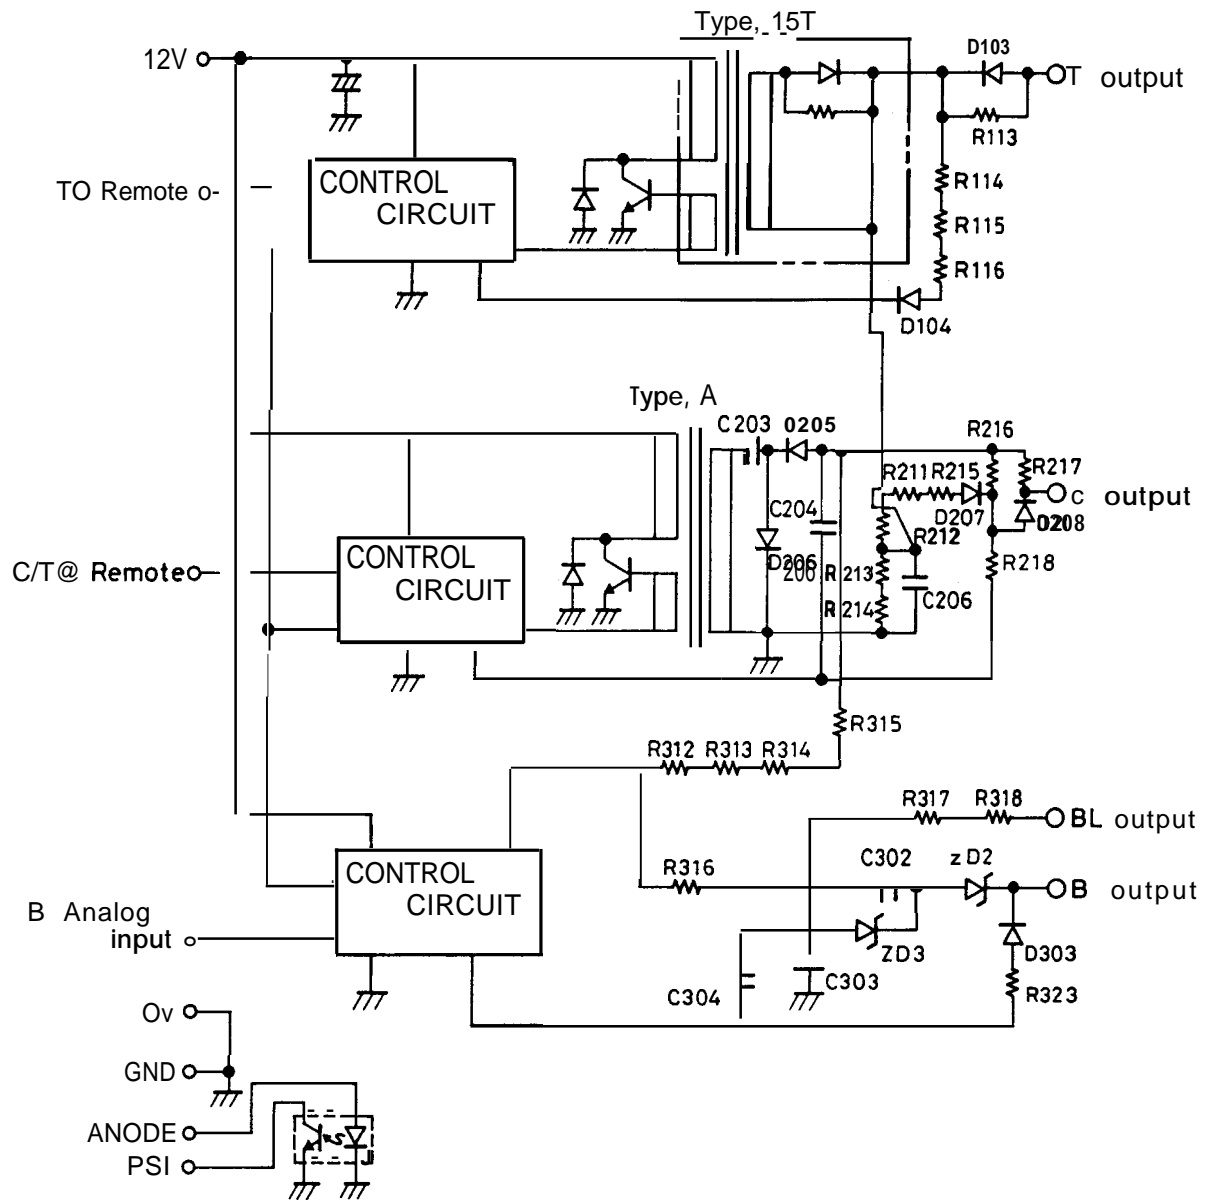 Type, 15T
12V
D103
T output
R113
TO Remote o-
CONTROL
CIRCUIT
R114
R115
R116
D104
Type, A
C203
0205
R216
R217
R211
R215
C output
C204
D207
D208
R212
CONTROL
CIRCUIT
C/T@ Remote
D206
R213
R218
R214
C206
R315
R312
R313
R314
R317
R318
BL output
C302
zD2
R316
CONTROL
CIRCUIT
B output
B Analog
input
ZD3
D303
C304
C303
R323
Ov
GND
ANODE
PSI